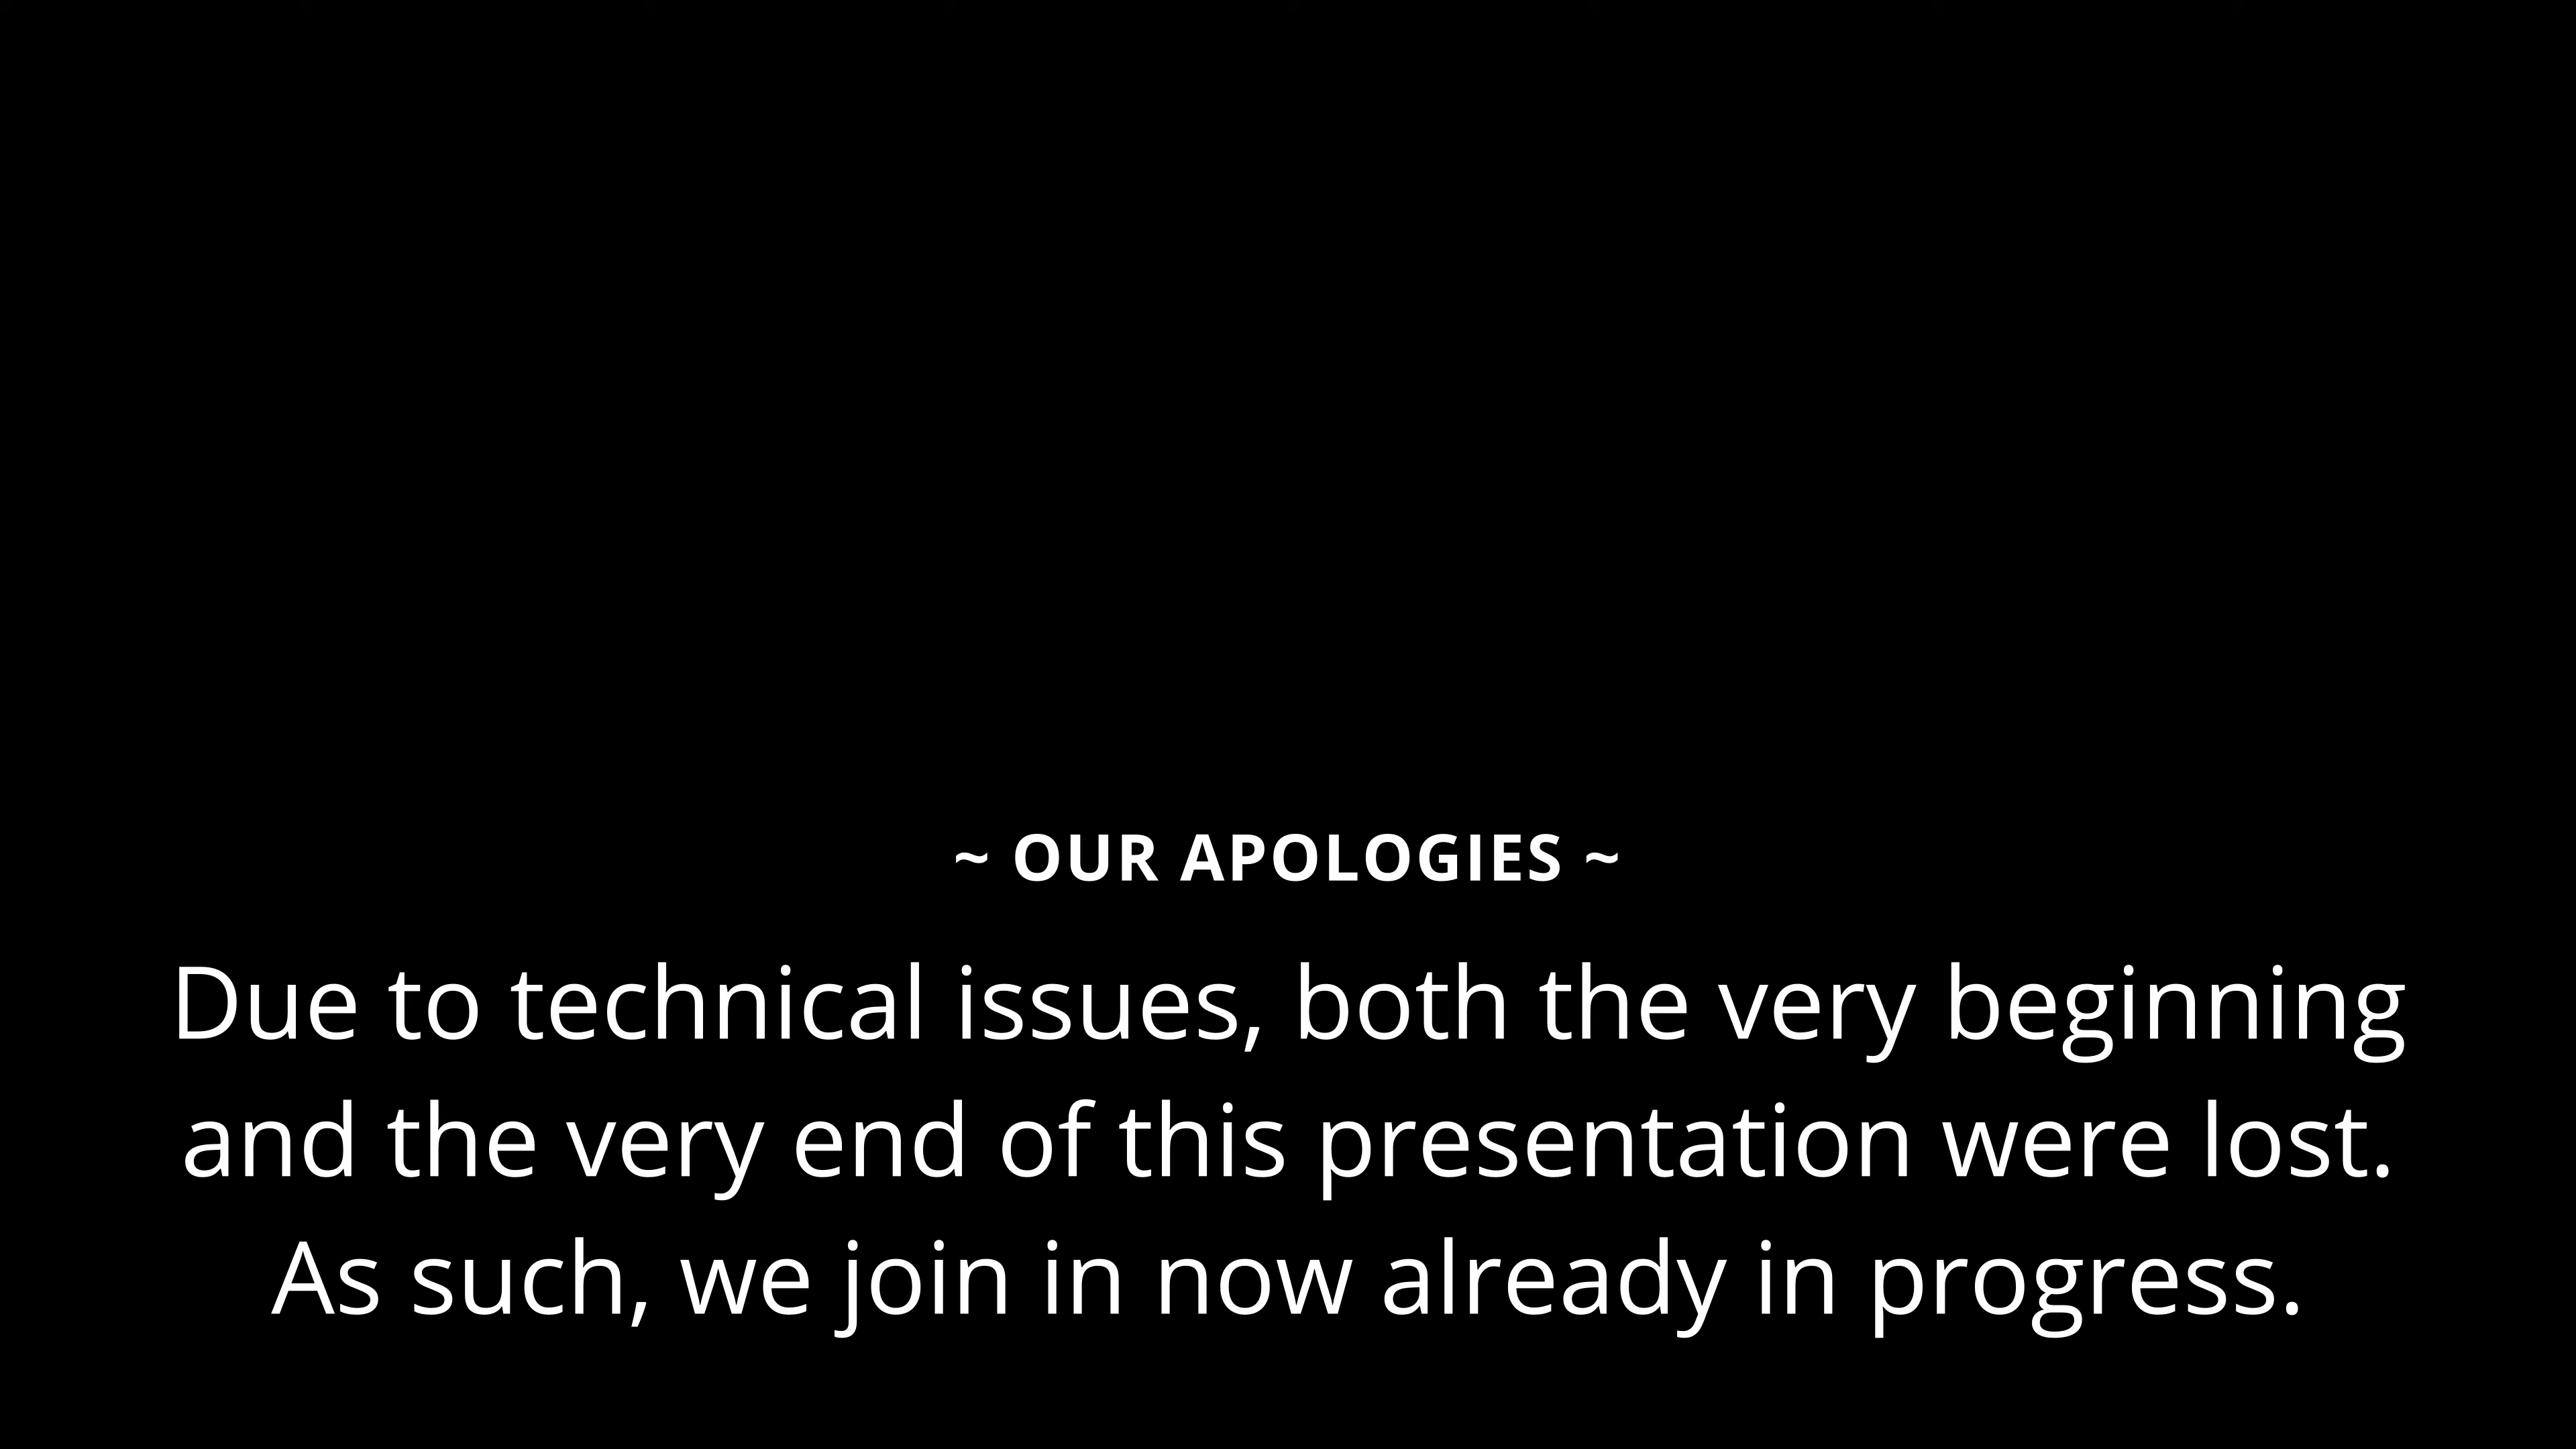 ~ OUR APOLOGIES ~
Due to technical issues, both the very beginning
and the very end of this presentation were lost.
As such, we join in now already in progress.